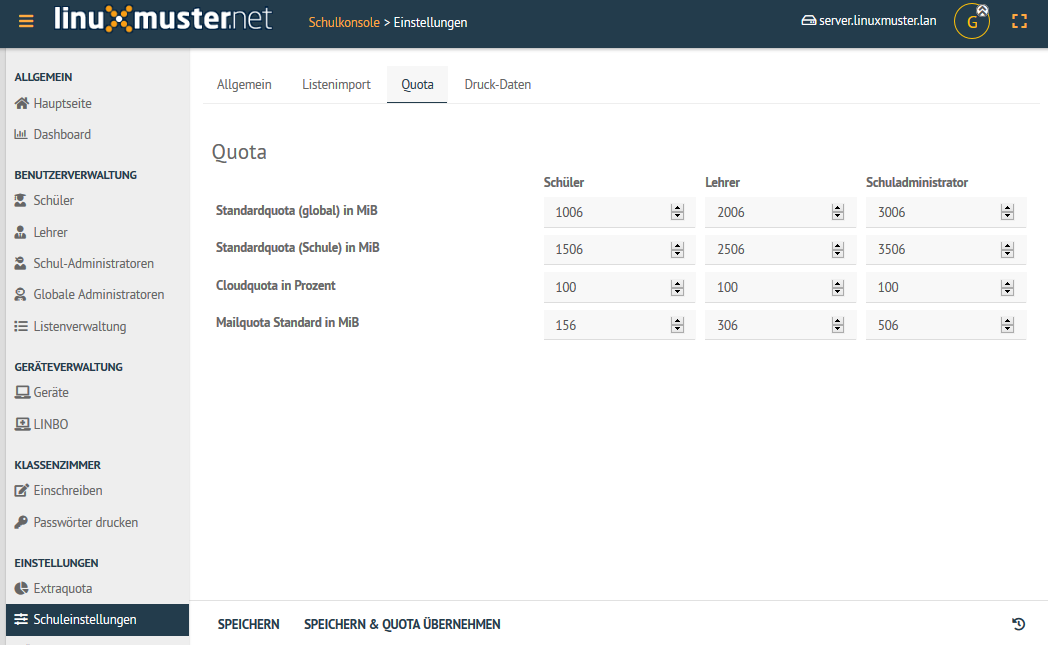 linuxmuster.net
Schulkonsole > Einstellungen
server.linuxmuster.lan
G
ALLGEMEIN
Hauptseite
Dashboard
BENUTZERVERWALTUNG
Schüler
Lehrer
Schul-Administratoren
Globale Administratoren
Listenverwaltung
GERÄTEVERWALTUNG
Geräte
LINBO
KLASSENZIMMER
Einschreiben
Passwörter drucken
EINSTELLUNGEN
Extraquota
Schuleinstellungen
Allgemein Listenimport Quota Druck-Daten
Quota
Schüler Lehrer Schuladministrator
Standardquota (global) in MiB 1006 2006 3006
Standardquota (Schule) in MiB 1506 2506 3506
Cloudquota in Prozent 100 100 100
Mailquota Standard in MiB 156 306 506
SPEICHERN SPEICHERN & QUOTA ÜBERNEHMEN